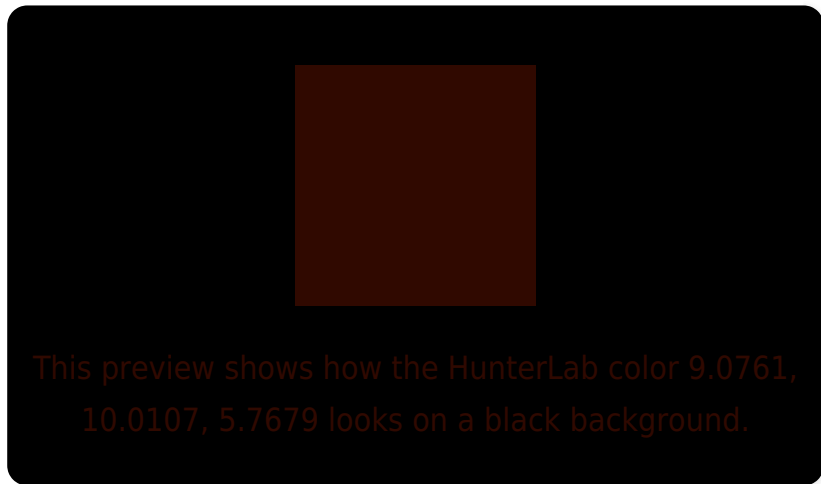 This preview shows how the HunterLab color 9.0761,
10.0107, 5.7679 looks on a black background.